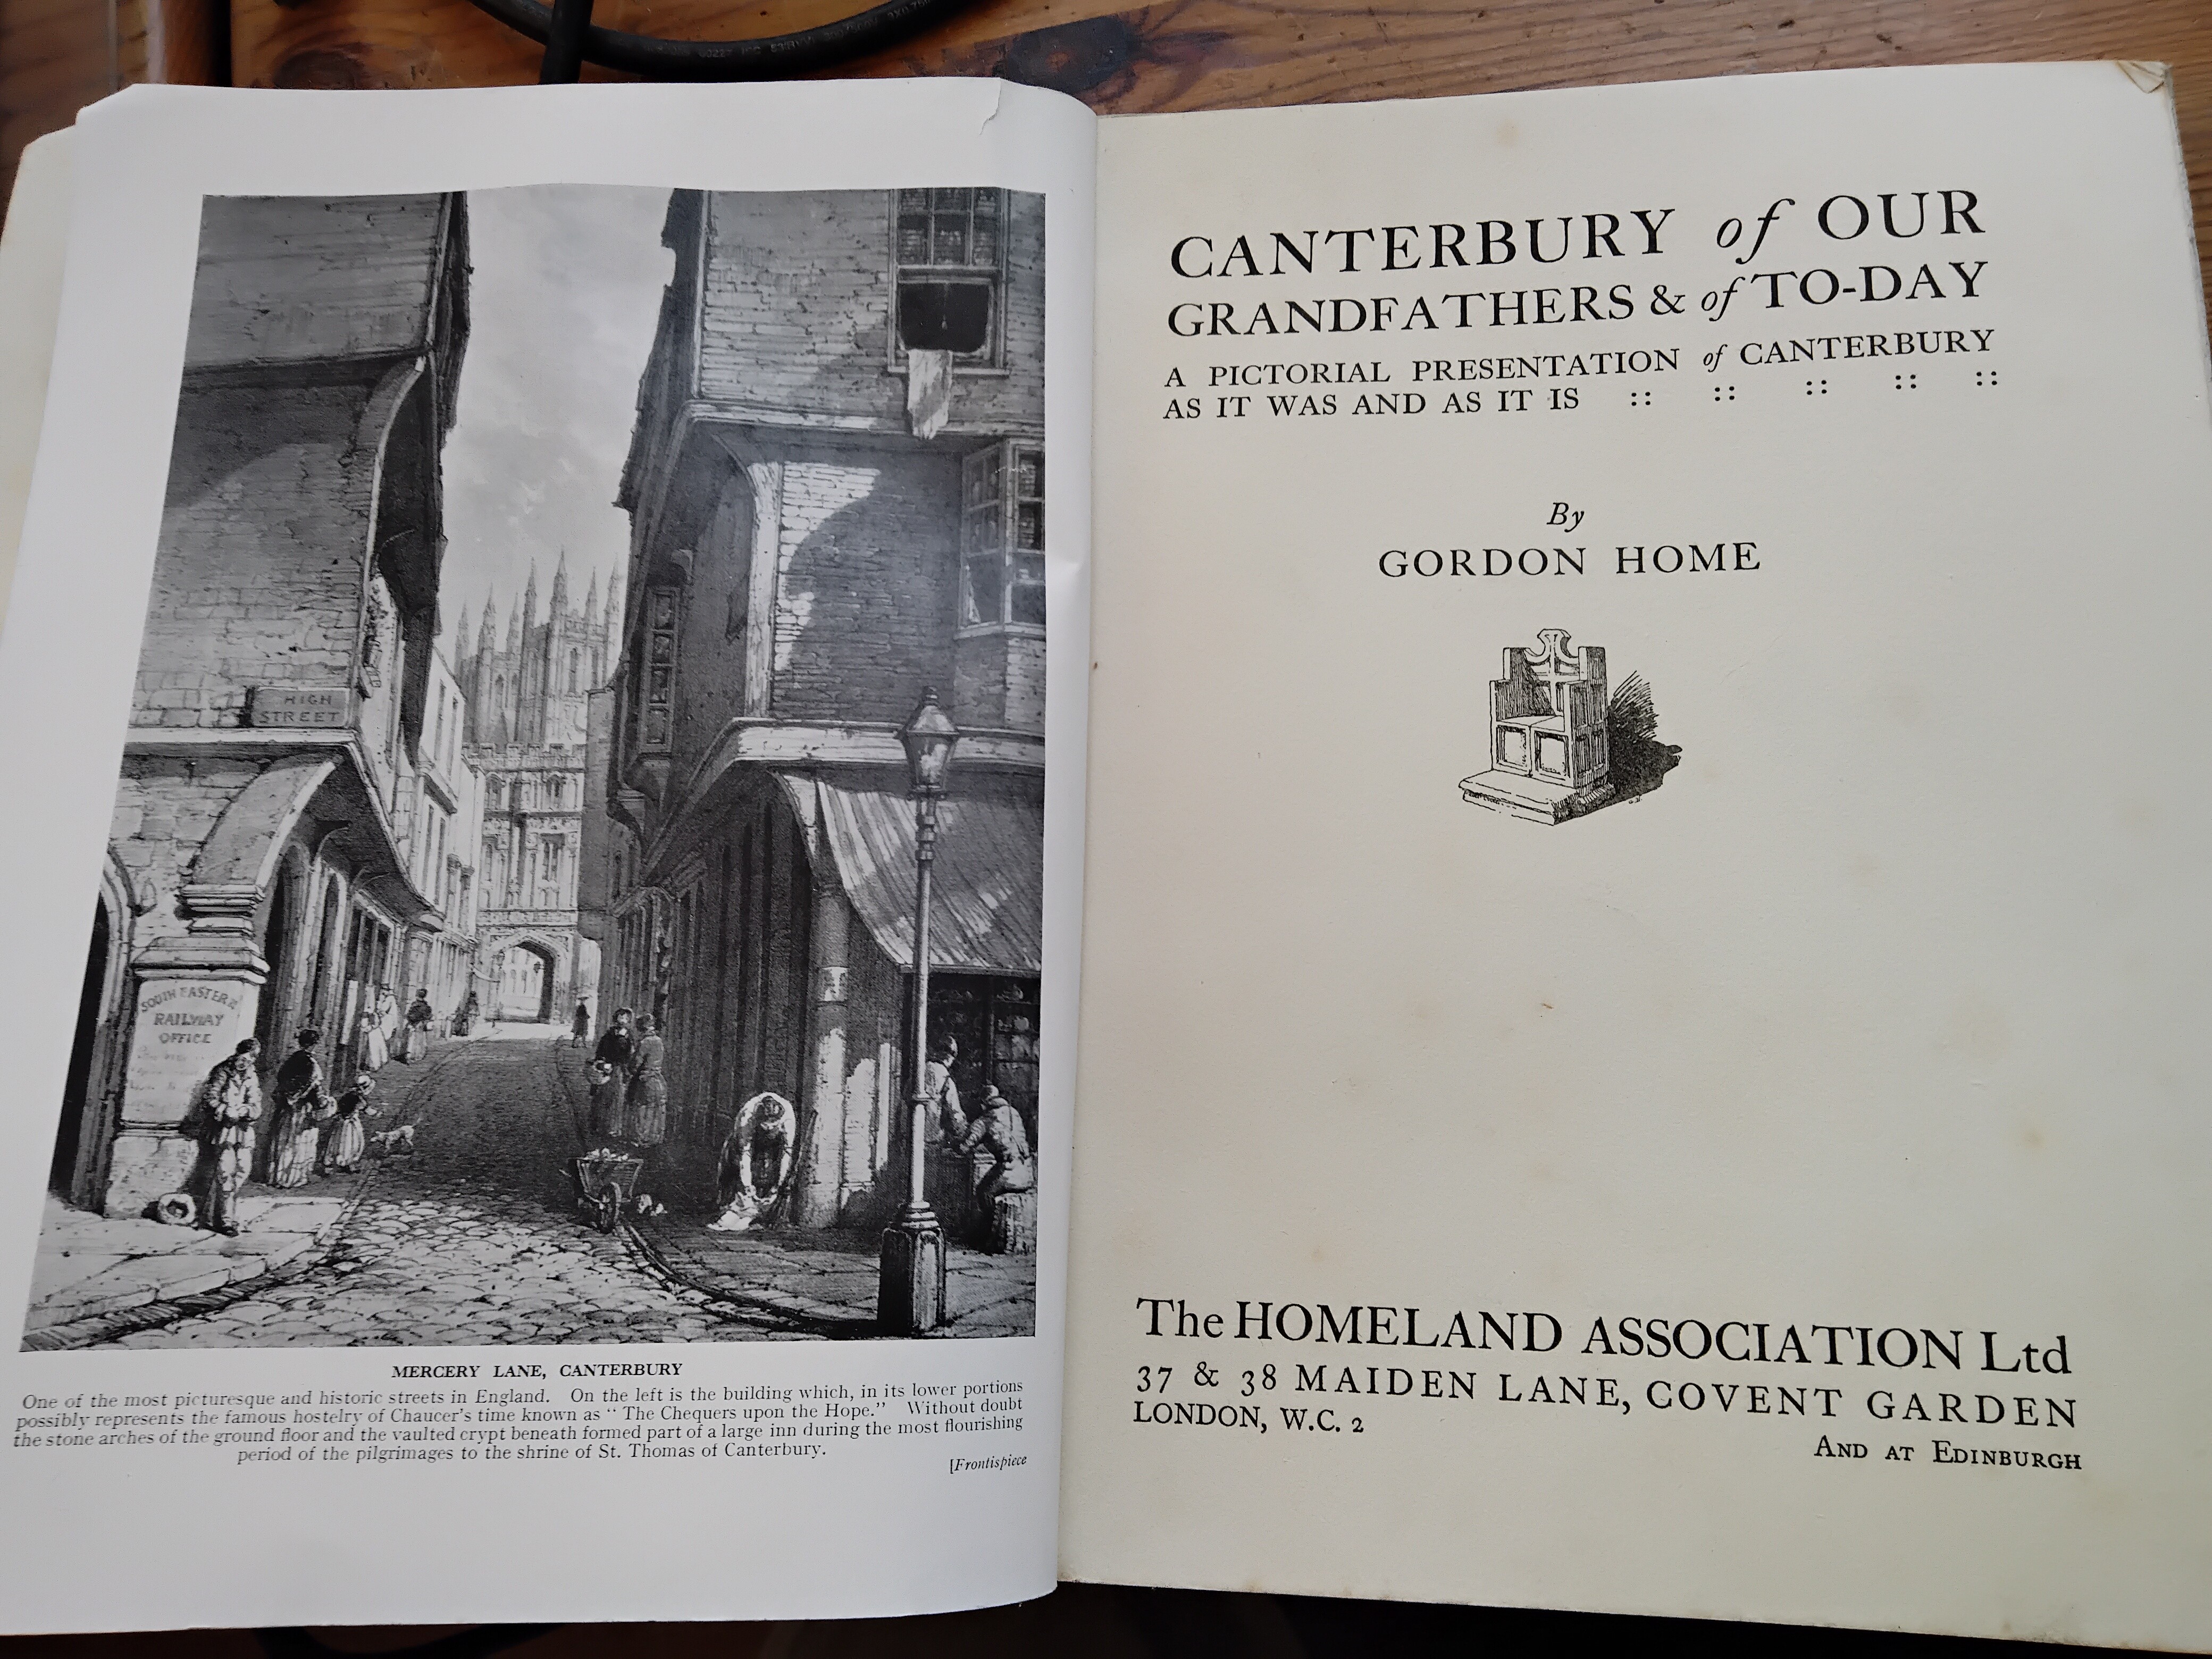 HIGH
STREET
SOUTH EASTERN
RAILWAY
OFFICE
MERCERY LANE, CANTERBURY
One of the most picturesque and historic streets in England. On the left is the building which, in its lower portions
possibly represents the famous hostelry of Chaucer's time known as "The Chequers upon the Hope." Without doubt
the stone arches of the ground floor and the vaulted crypt beneath formed part of a large inn during the most flourishing
period of the pilgrimages to the shrine of St. Thomas of Canterbury.
[Frontispiece
CANTERBURY of OUR
GRANDFATHERS & of TO-DAY
A PICTORIAL PRESENTATION of CANTERBURY
AS IT WAS AND AS IT IS :: :: :: :: ::
By
GORDON HOME
The HOMELAND ASSOCIATION Ltd
37 & 38 MAIDEN LANE, COVENT GARDEN
LONDON, W.C. 2
AND AT EDINBURGH